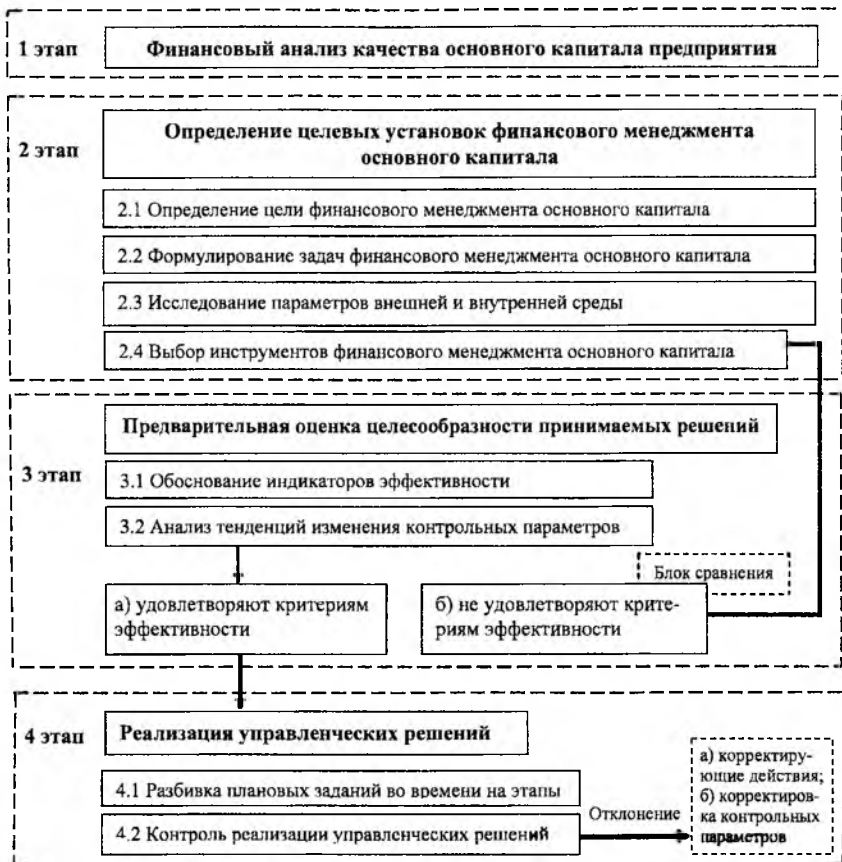 1 этап
Финансовый анализ качества основного капитала предприятия
2 этап
Определение целевых установок финансового менеджмента
основного капитала
2.1 Определение цели финансового менеджмента основного капитала
2.2 Формулирование задач финансового менеджмента основного капитала
2.3 Исследование параметров внешней и внутренней среды
2.4 Выбор инструментов финансового менеджмента основного капитала
3 этап
Предварительная оценка целесообразности принимаемых решений
3.1 Обоснование индикаторов эффективности
3.2 Анализ тенденций изменения контрольных параметров
Блок сравнения
а) удовлетворяют критериям
эффективности
б) не удовлетворяют крите-
риям эффективности
4 этап
Реализация управленческих решений
4.1 Разбивка плановых заданий во времени на этапы
4.2 Контроль реализации управленческих решений
Отклонение
а) корректиру-
ющие действия;
б) корректиров-
ка контрольных
параметров